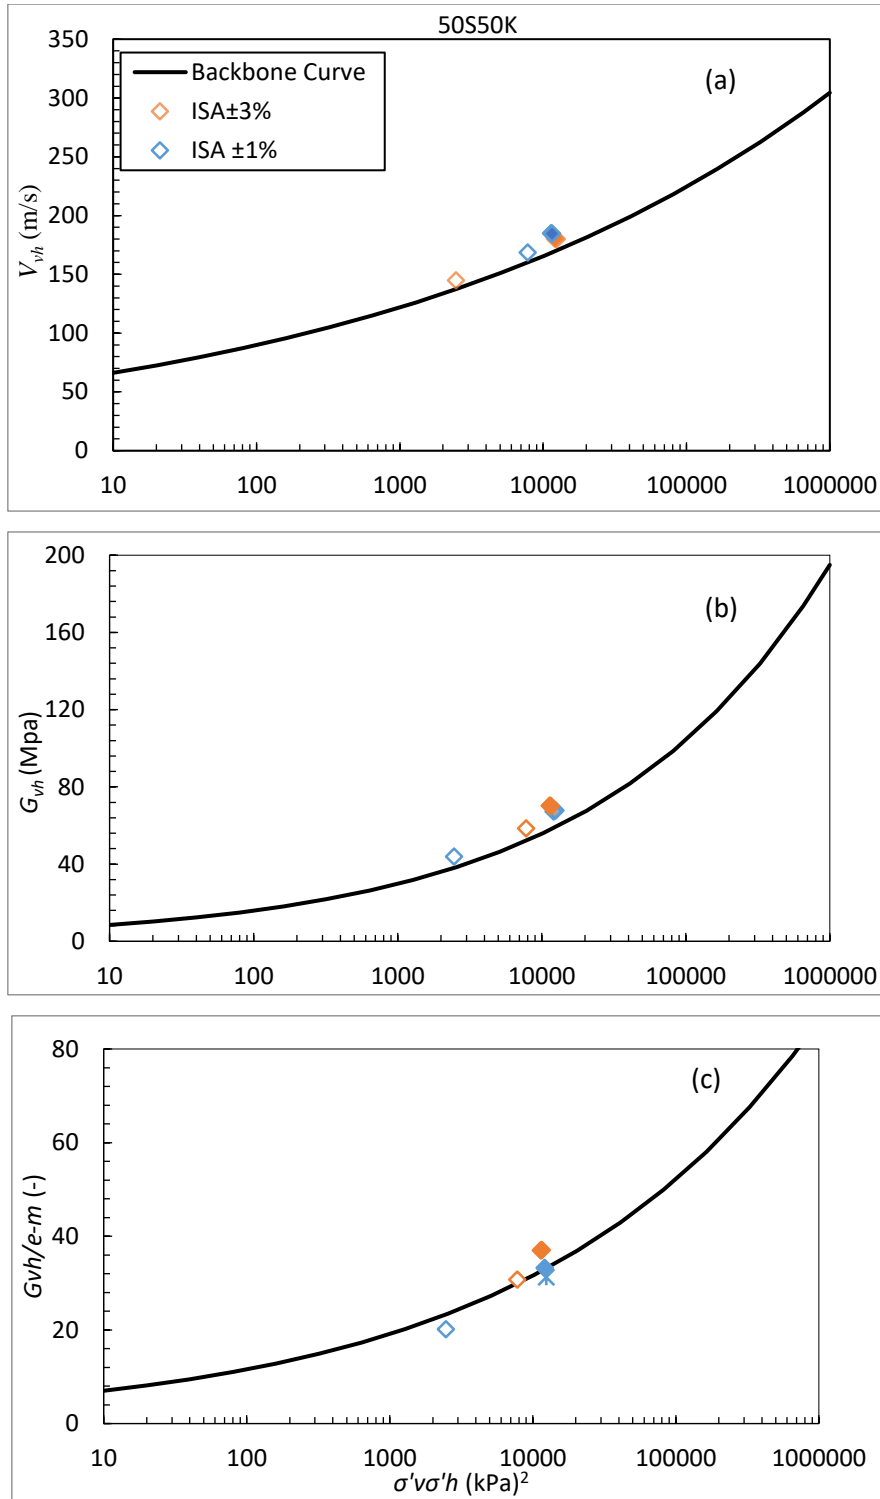 50S50K
350
300
250
200
150
100
50
0
V_vh (m/s)
Backbone Curve
ISA±3%
ISA ±1%
(a)
10 100 1000 10000 100000 1000000
200
160
120
80
40
0
G_vh (Mpa)
(b)
10 100 1000 10000 100000 1000000
80
60
40
20
0
Gvh/e-m (-)
(c)
10 100 1000 10000 100000 1000000
σ'vσ'h (kPa)²